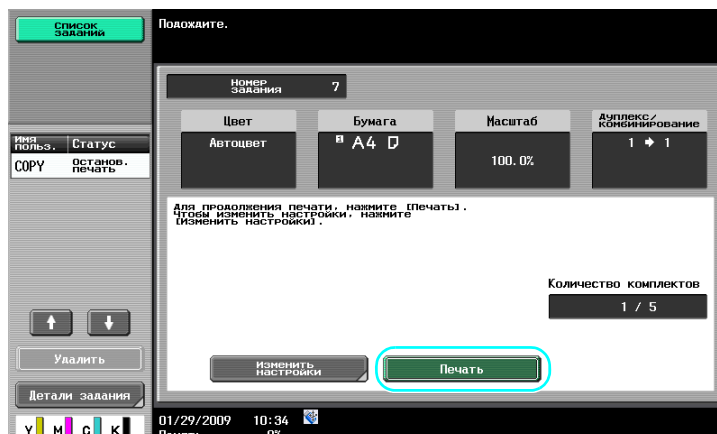 Список
заданий
Подождите.
Номер
задания
7
Цвет
Автоцвет
Бумага
A4
Масштаб
100.0%
Дуплекс/
комбинирование
1 → 1
Имя
польз.
Статус
COPY
Останов.
печать
Для продолжения печати, нажмите [Печать].
Чтобы изменить настройки, нажмите
[Изменить настройки].
Количество комплектов
1 / 5
Удалить
Детали задания
Изменить
настройки
Печать
Y M C K
01/29/2009 10:34